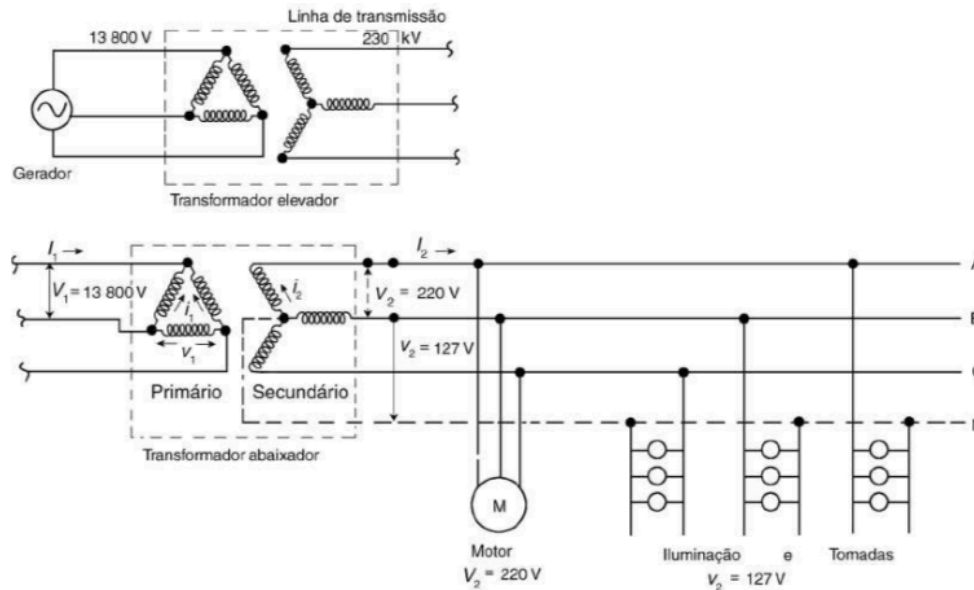 Linha de transmissão
13 800 V
230 kV
Gerador
Transformador elevador
I₁ →
I₂ →
V₁ = 13 800 V
i₁
i₂
V₂ = 220 V
v₁
v₂ = 127 V
Primário
Secundário
Transformador abaixador
M
Motor
V₂ = 220 V
Iluminação e Tomadas
v₂ = 127 V